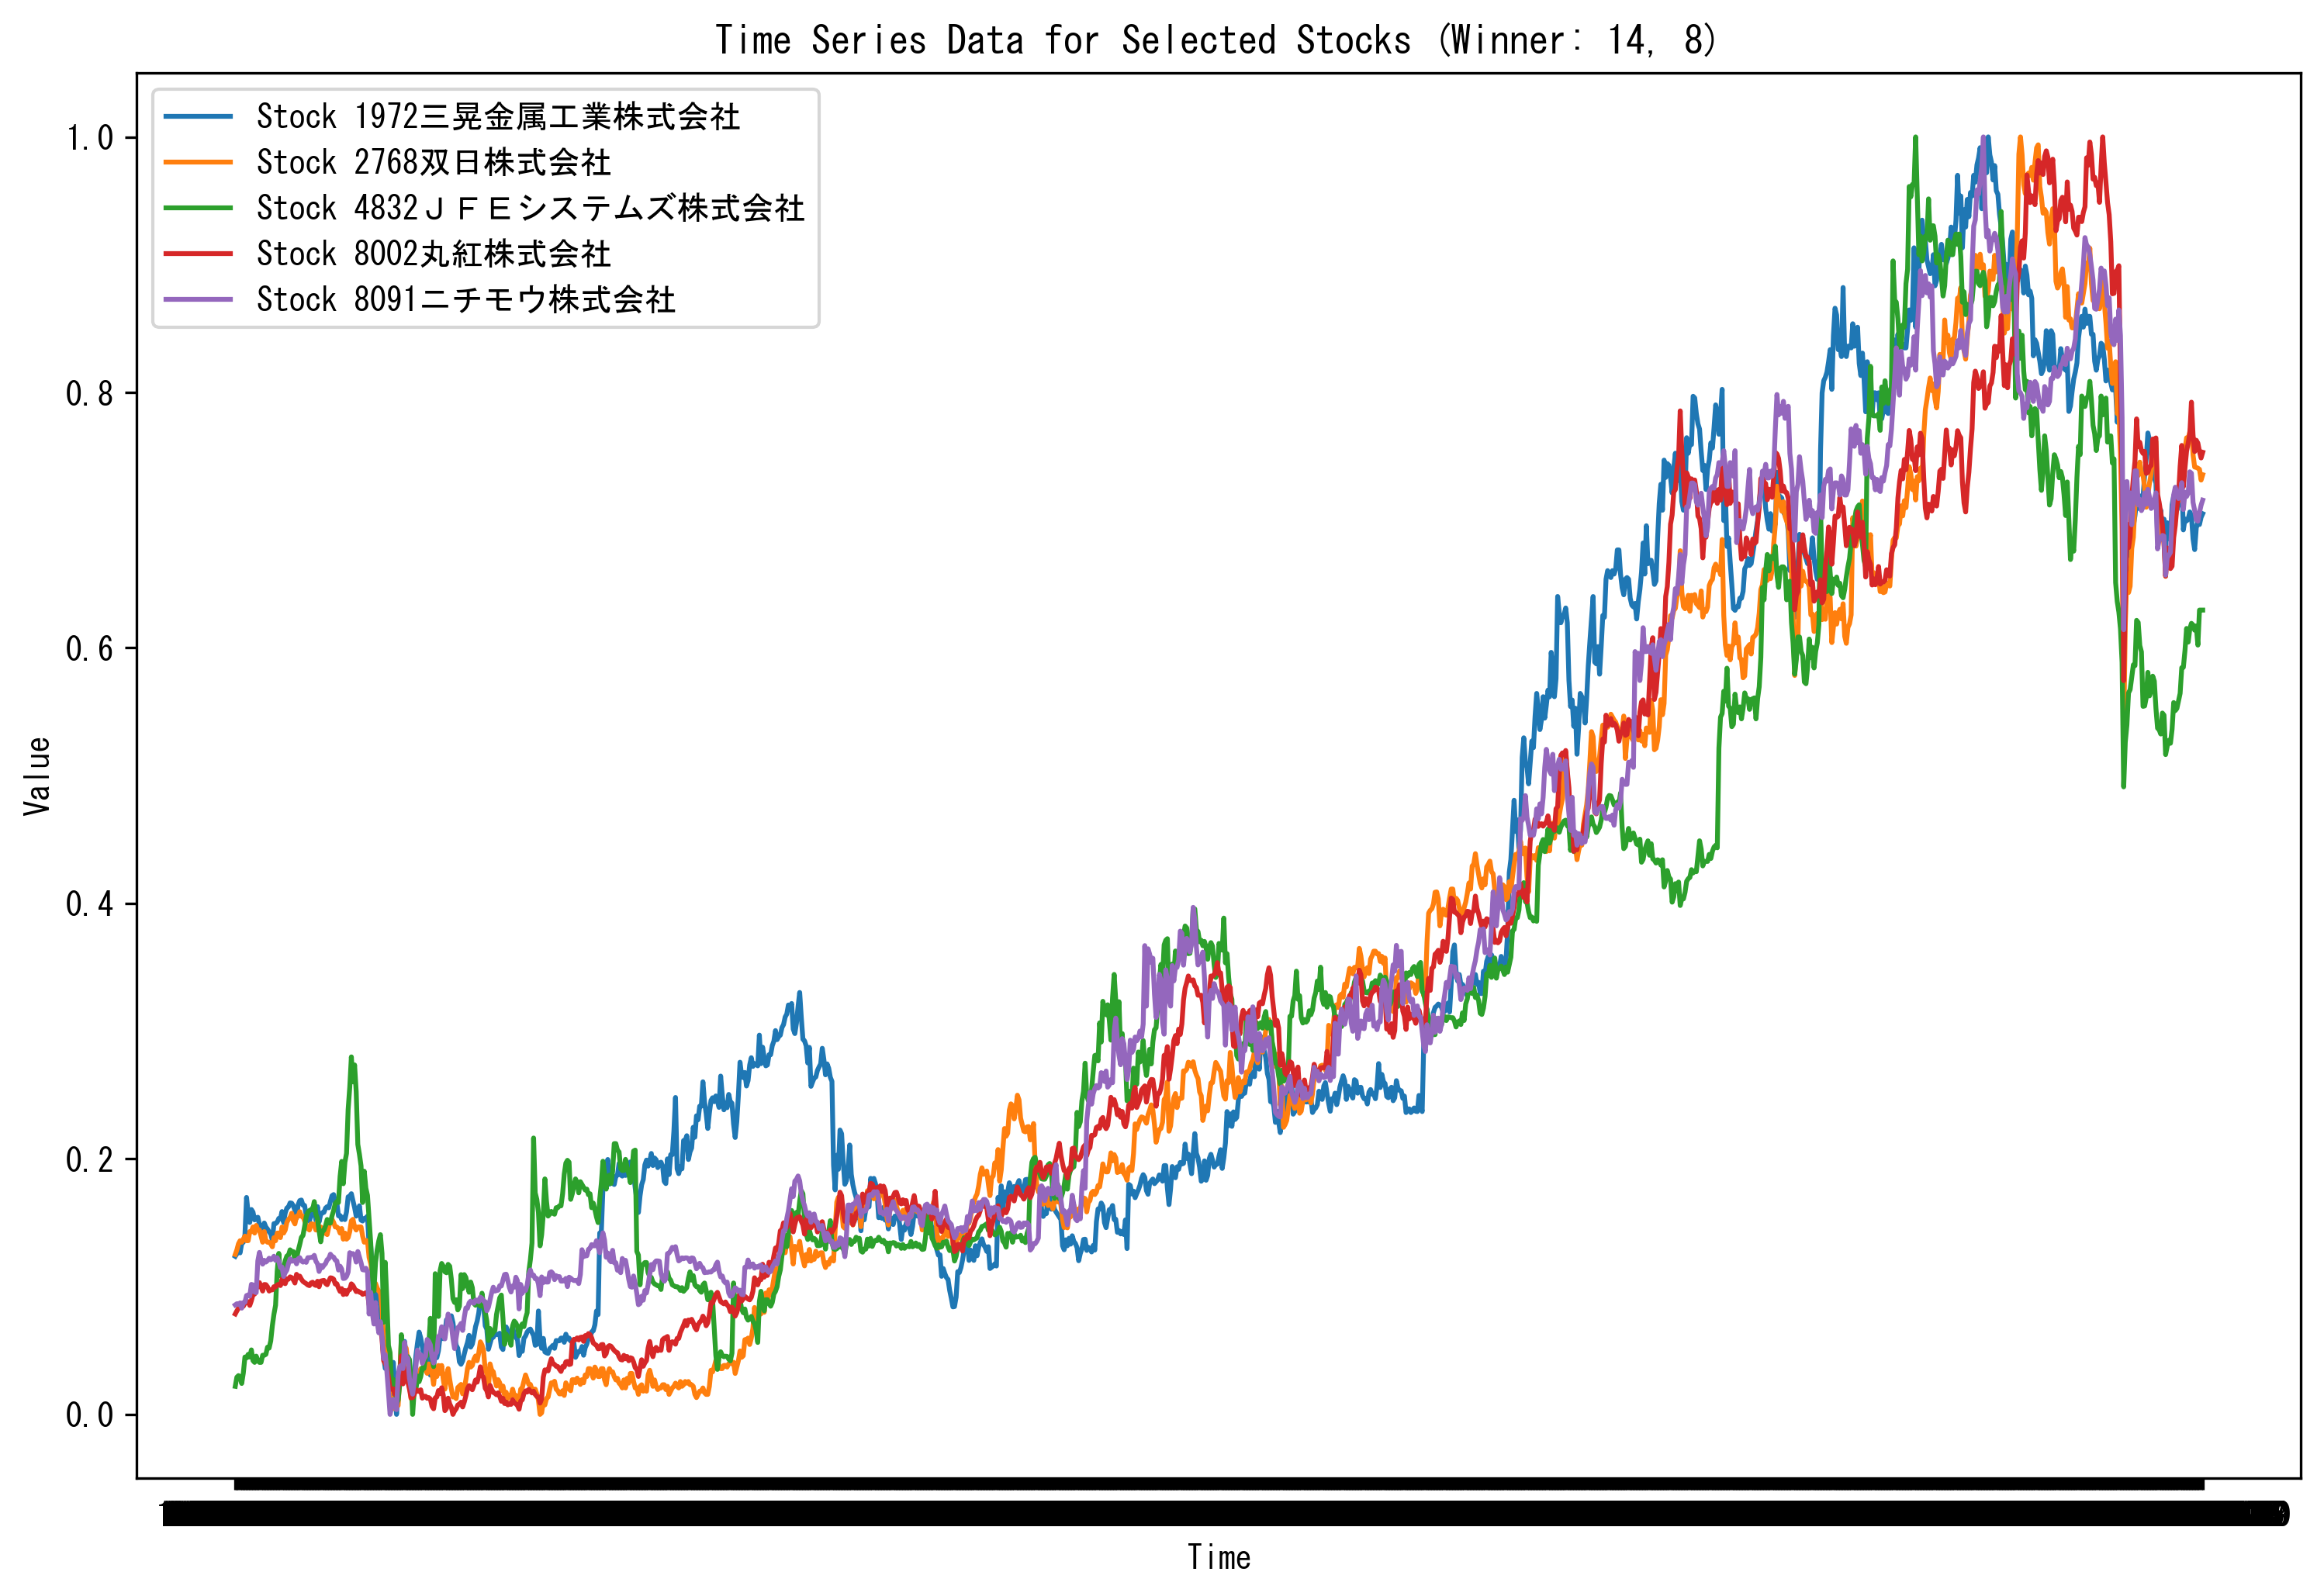 Time Series Data for Selected Stocks (Winner: 14, 8)
Stock 1972三晃金属工業株式会社
Stock 2768双日株式会社
Stock 4832ＪＦＥシステムズ株式会社
Stock 8002丸紅株式会社
Stock 8091ニチモウ株式会社
1.0
0.8
0.6
0.4
0.2
0.0
Value
Time